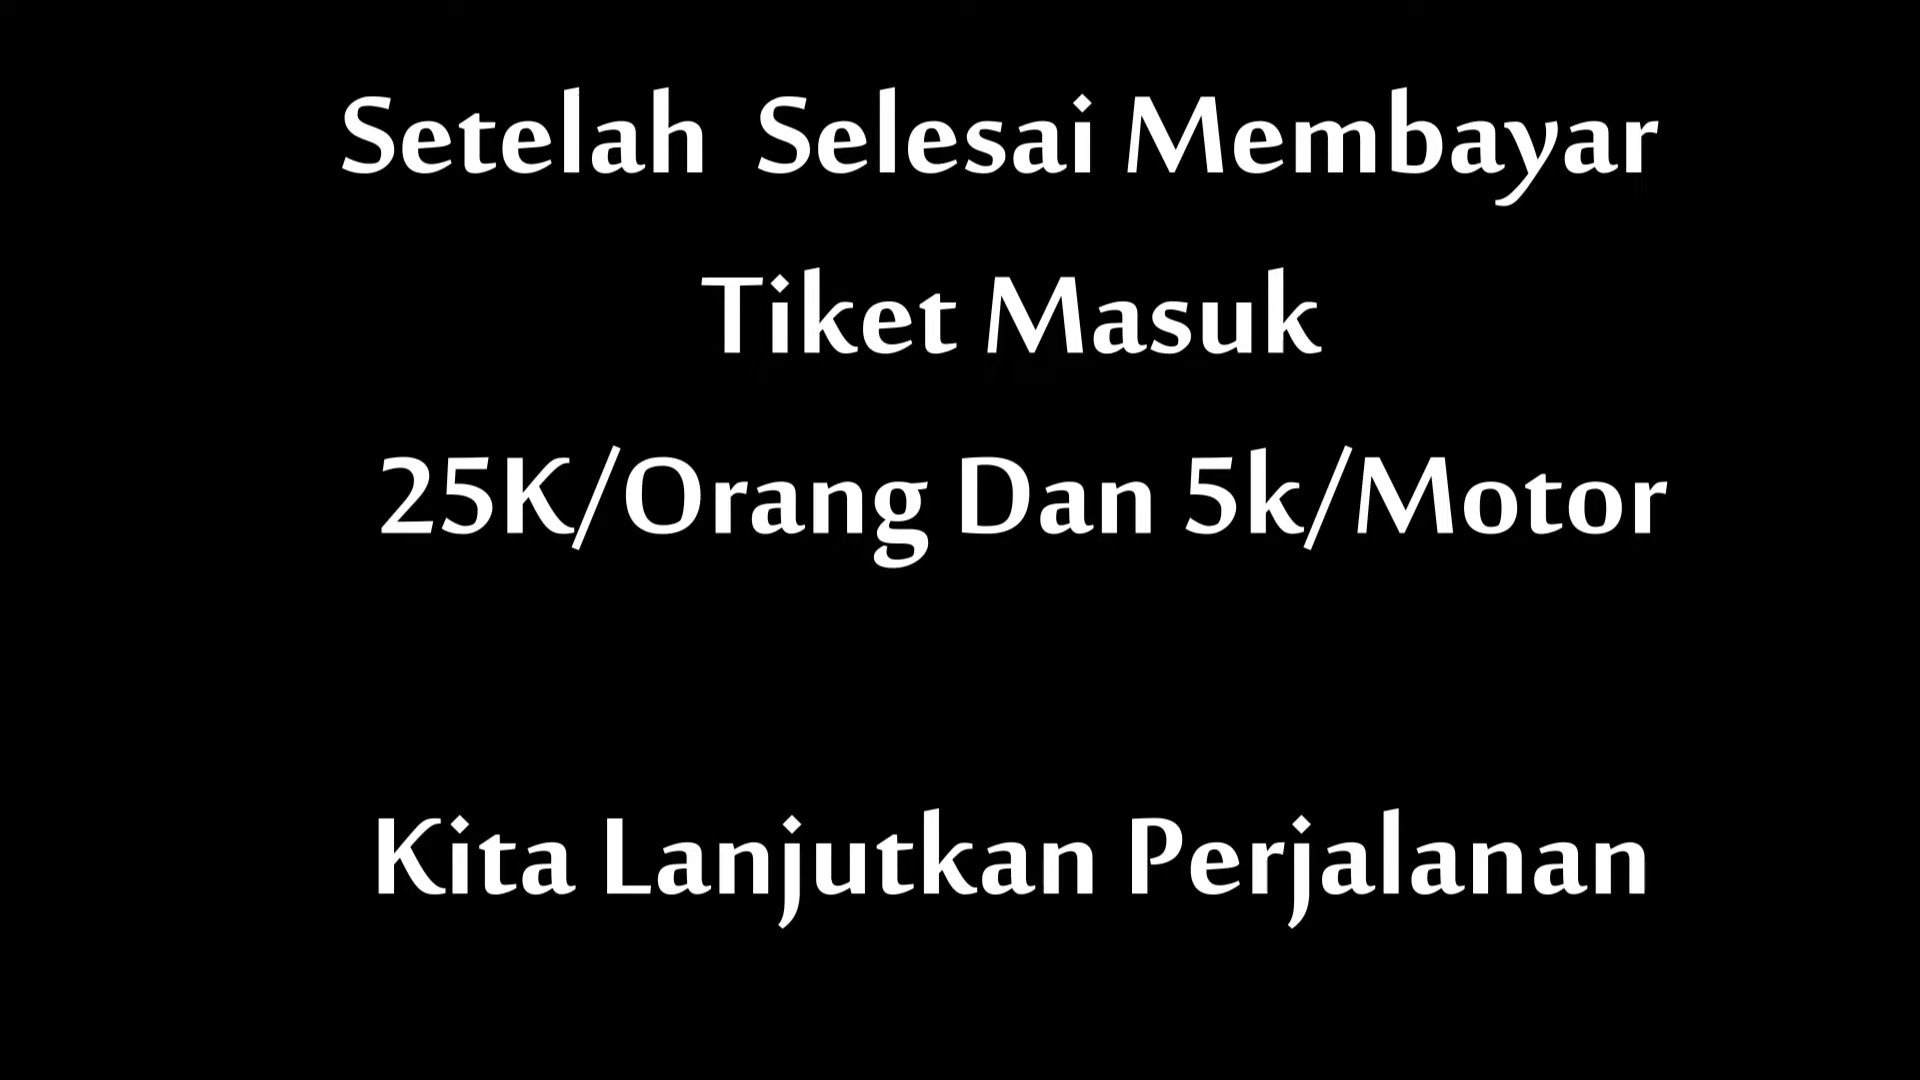 Setelah Selesai Membayar
Tiket Masuk
25K/Orang Dan 5k/Motor
Kita Lanjutkan Perjalanan